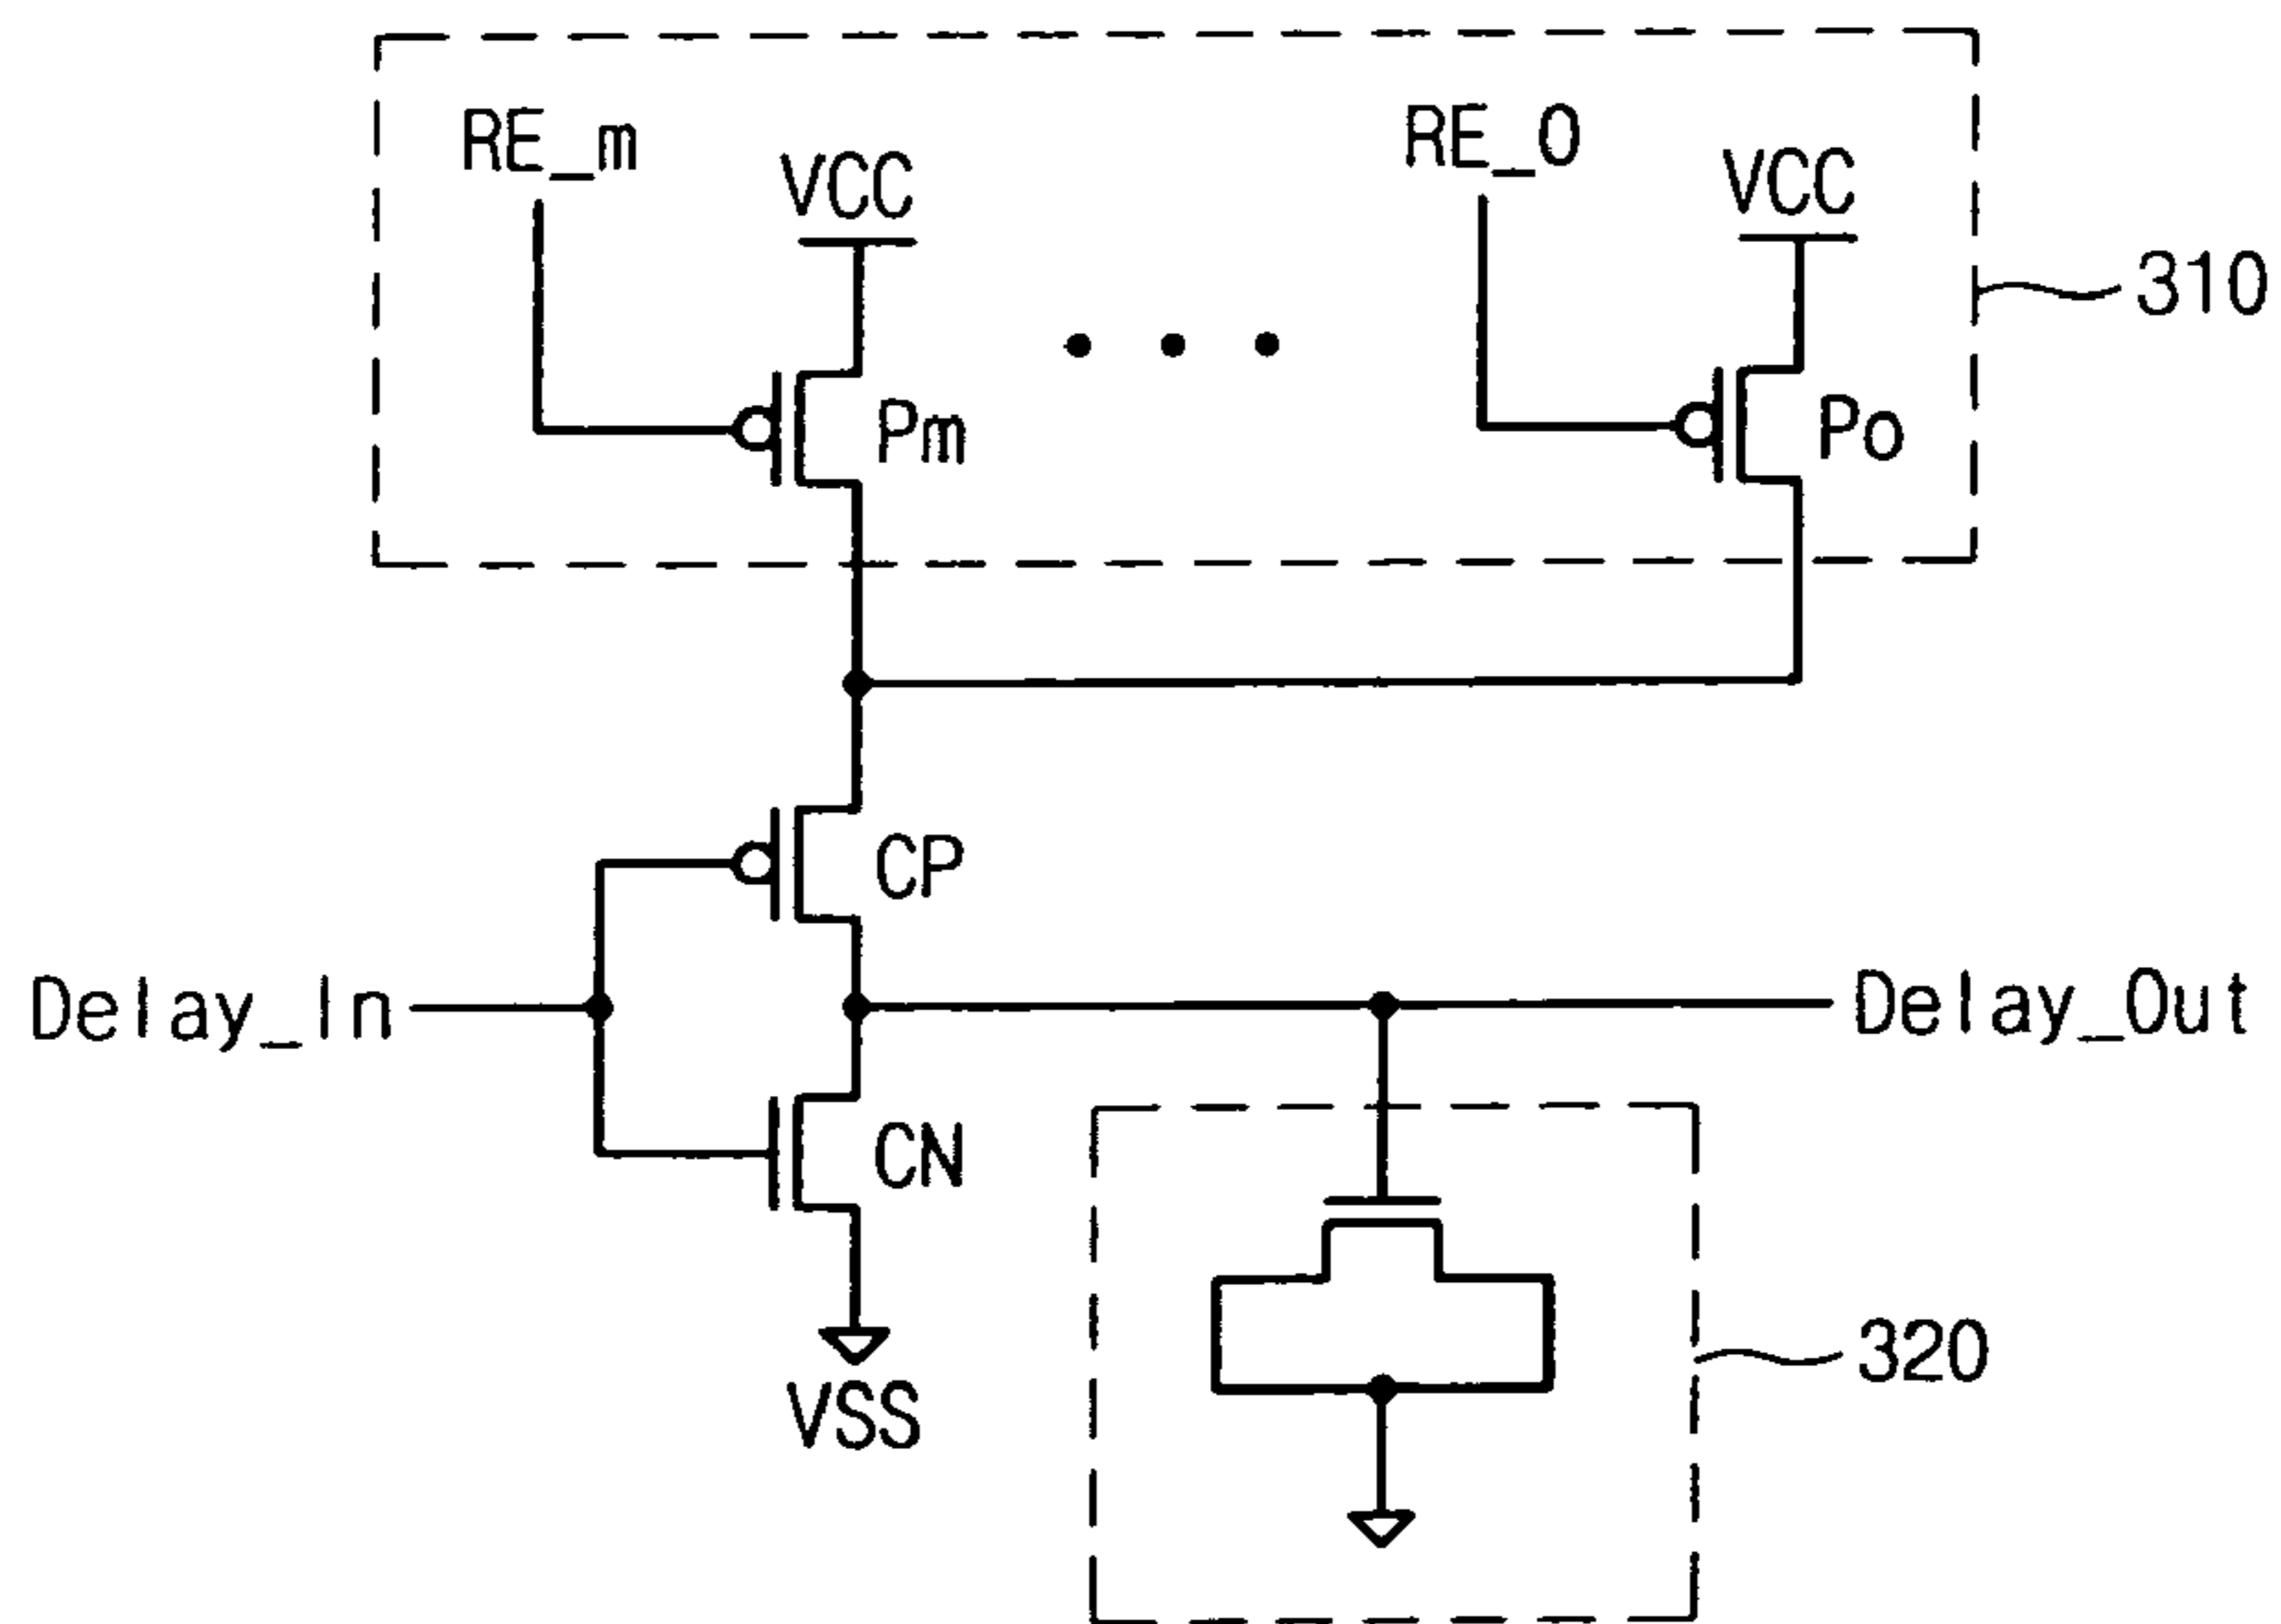 RE_m
VCC
RE_0
VCC
310
Pm
Po
CP
Delay_In
Delay_Out
CN
320
VSS